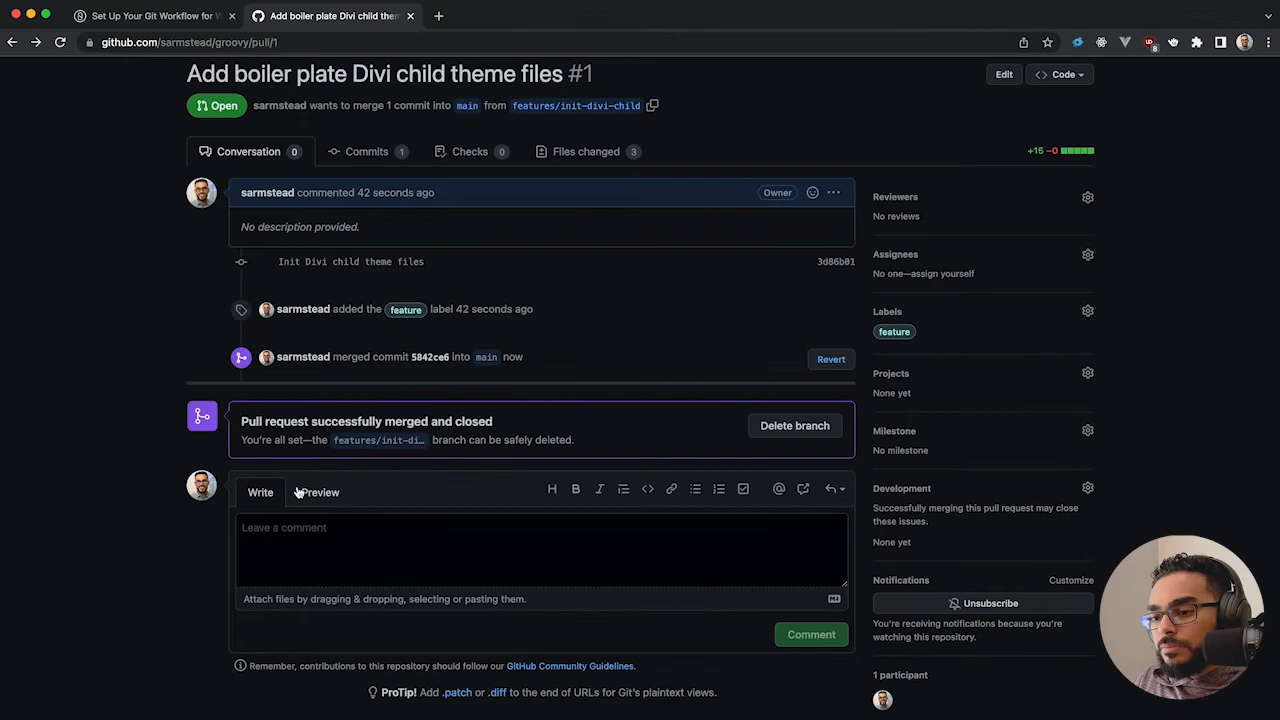 Set Up Your Git Workflow for W
Add boiler plate Divi child them
github.com/sarmstead/groovy/pull/1
8
Add boiler plate Divi child theme files #1
Edit
Code
Open
sarmstead wants to merge 1 commit into main from features/init-divi-child
Conversation 0
Commits 1
Checks 0
Files changed 3
+15 −0
sarmstead commented 42 seconds ago
Owner
No description provided.
Init Divi child theme files
3d86b01
sarmstead added the feature label 42 seconds ago
sarmstead merged commit 5842ce6 into main now
Revert
Pull request successfully merged and closed
You're all set—the features/init-di… branch can be safely deleted.
Delete branch
Write
Preview
Leave a comment
Attach files by dragging & dropping, selecting or pasting them.
Comment
Remember, contributions to this repository should follow our GitHub Community Guidelines.
ProTip! Add .patch or .diff to the end of URLs for Git's plaintext views.
Reviewers
No reviews
Assignees
No one—assign yourself
Labels
feature
Projects
None yet
Milestone
No milestone
Development
Successfully merging this pull request may close
these issues.
None yet
Notifications
Customize
Unsubscribe
You're receiving notifications because you're
watching this repository.
1 participant